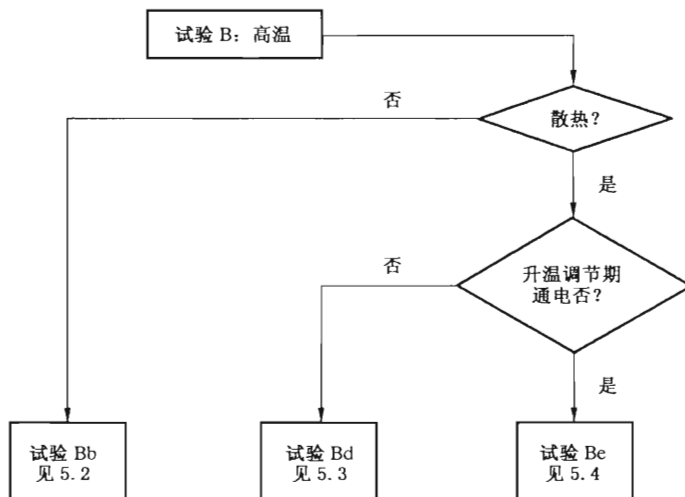 试验 B：高温
否
散热？
是
升温调节期
通电否？
否
是
试验 Bb
见 5.2
试验 Bd
见 5.3
试验 Be
见 5.4